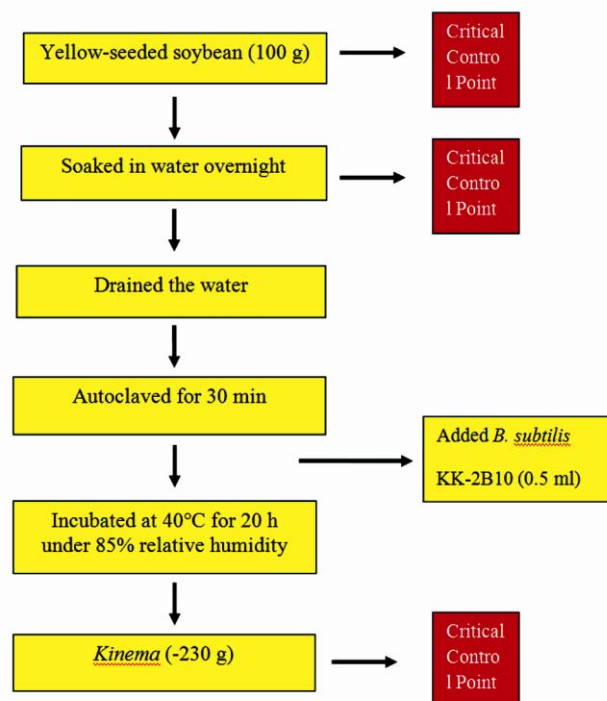 Yellow-seeded soybean (100 g)
Critical
Contro
l Point
Soaked in water overnight
Critical
Contro
l Point
Drained the water
Autoclaved for 30 min
Added B. subtilis
KK-2B10 (0.5 ml)
Incubated at 40°C for 20 h
under 85% relative humidity
Kinema (-230 g)
Critical
Contro
l Point